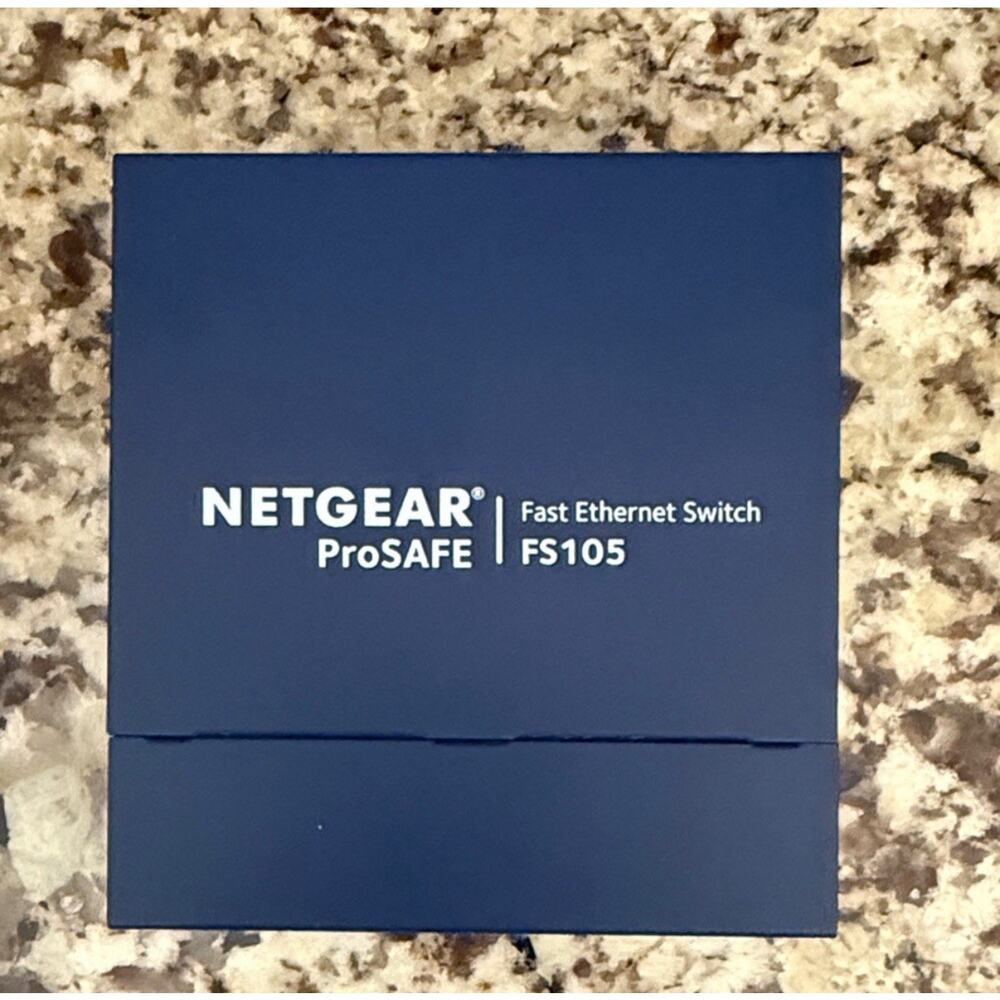 NETGEAR® | Fast Ethernet Switch
ProSAFE | FS105